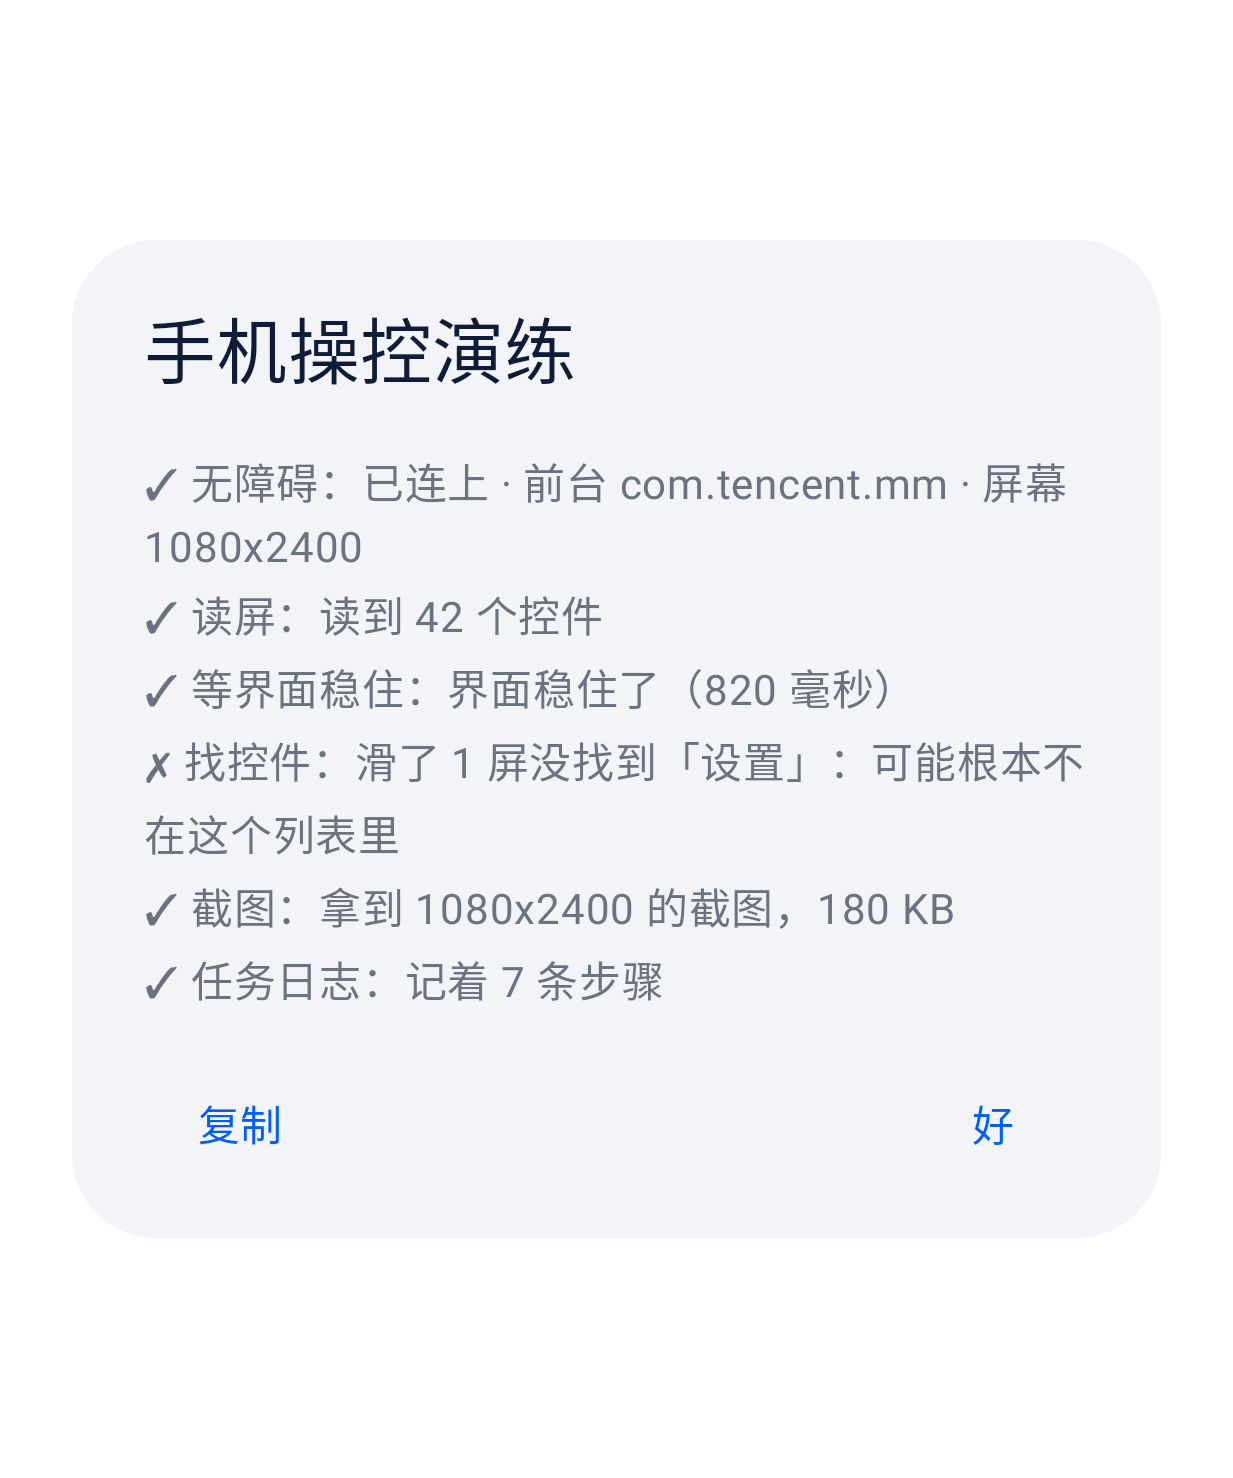 手机操控演练
✓ 无障碍：已连上 · 前台 com.tencent.mm · 屏幕
1080x2400
✓ 读屏：读到 42 个控件
✓ 等界面稳住：界面稳住了（820 毫秒）
✗ 找控件：滑了 1 屏没找到「设置」：可能根本不
在这个列表里
✓ 截图：拿到 1080x2400 的截图，180 KB
✓ 任务日志：记着 7 条步骤
复制
好